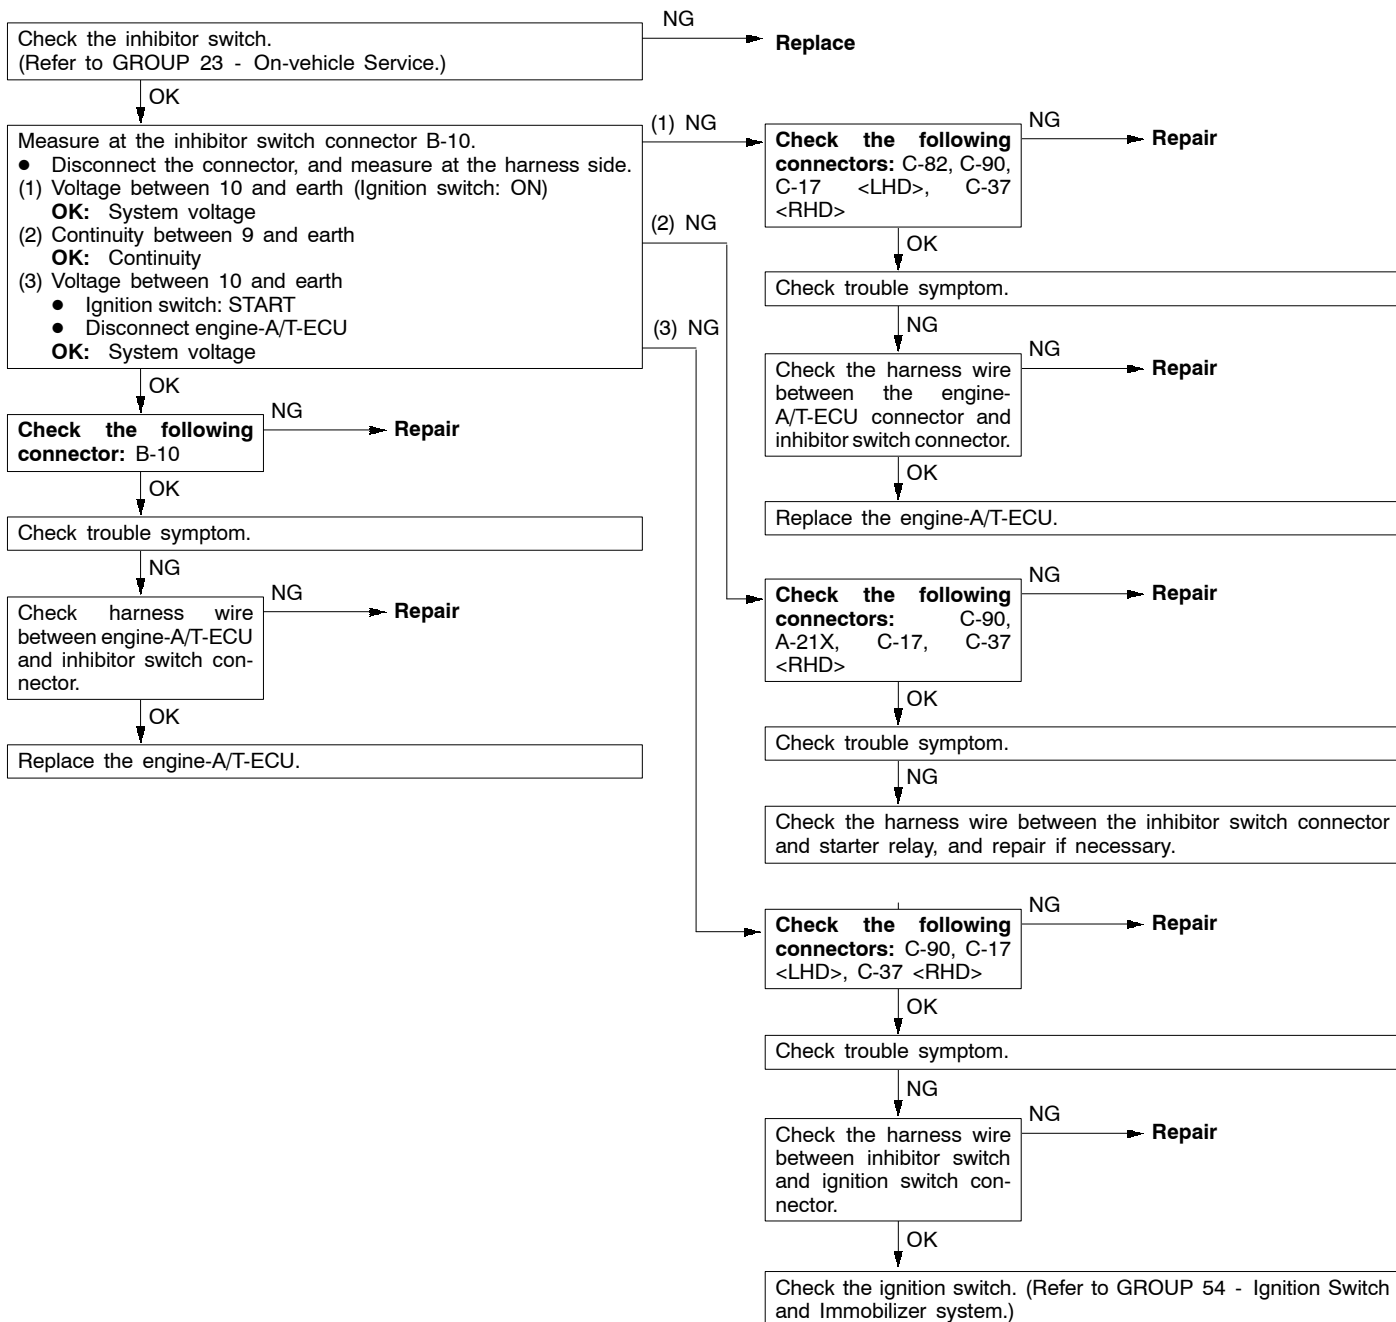 NG
Check the inhibitor switch.
(Refer to GROUP 23 - On-vehicle Service.)
Replace
OK
Measure at the inhibitor switch connector B-10.
● Disconnect the connector, and measure at the harness side.
(1) Voltage between 10 and earth (Ignition switch: ON)
OK: System voltage
(2) Continuity between 9 and earth
OK: Continuity
(3) Voltage between 10 and earth
● Ignition switch: START
● Disconnect engine-A/T-ECU
OK: System voltage
OK
Check the following
connector: B-10
NG
Repair
OK
Check trouble symptom.
NG
Check harness wire
between engine-A/T-ECU
and inhibitor switch con-
nector.
NG
Repair
OK
Replace the engine-A/T-ECU.
(1) NG
Check the following
connectors: C-82, C-90,
C-17 <LHD>, C-37
<RHD>
NG
Repair
OK
Check trouble symptom.
NG
Check the harness wire
between the engine-
A/T-ECU connector and
inhibitor switch connector.
NG
Repair
OK
Replace the engine-A/T-ECU.
(2) NG
Check the following
connectors: C-90,
A-21X, C-17, C-37
<RHD>
NG
Repair
OK
Check trouble symptom.
NG
Check the harness wire between the inhibitor switch connector
and starter relay, and repair if necessary.
(3) NG
Check the following
connectors: C-90, C-17
<LHD>, C-37 <RHD>
NG
Repair
OK
Check trouble symptom.
NG
Check the harness wire
between inhibitor switch
and ignition switch con-
nector.
NG
Repair
OK
Check the ignition switch. (Refer to GROUP 54 - Ignition Switch
and Immobilizer system.)